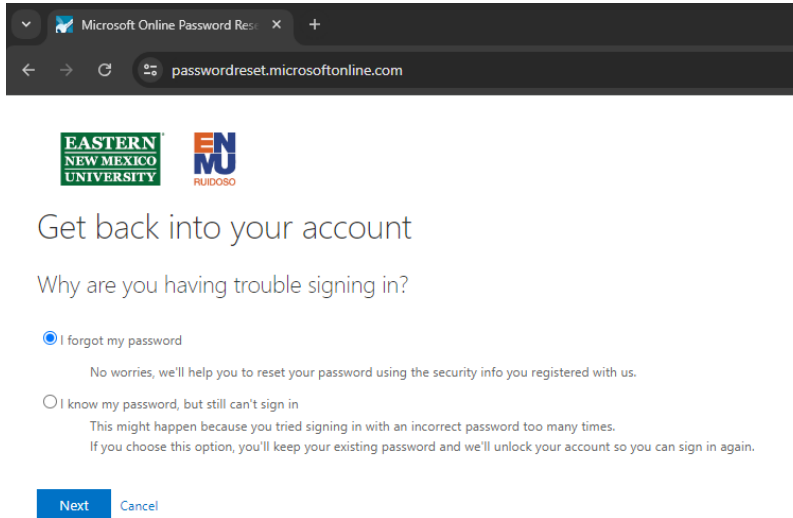 Microsoft Online Password Rese
passwordreset.microsoftonline.com
EASTERN
NEW MEXICO
UNIVERSITY
EN
MU
RUIDOSO
Get back into your account
Why are you having trouble signing in?
I forgot my password
No worries, we'll help you to reset your password using the security info you registered with us.
I know my password, but still can't sign in
This might happen because you tried signing in with an incorrect password too many times.
If you choose this option, you'll keep your existing password and we'll unlock your account so you can sign in again.
Next Cancel